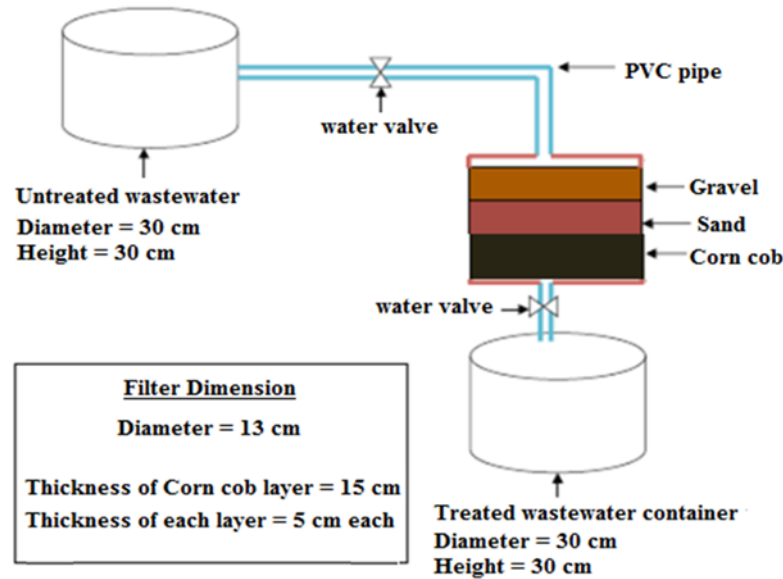 PVC pipe
water valve
Untreated wastewater
Diameter = 30 cm
Height = 30 cm
Gravel
Sand
Corn cob
water valve
Filter Dimension
Diameter = 13 cm
Thickness of Corn cob layer = 15 cm
Thickness of each layer = 5 cm each
Treated wastewater container
Diameter = 30 cm
Height = 30 cm